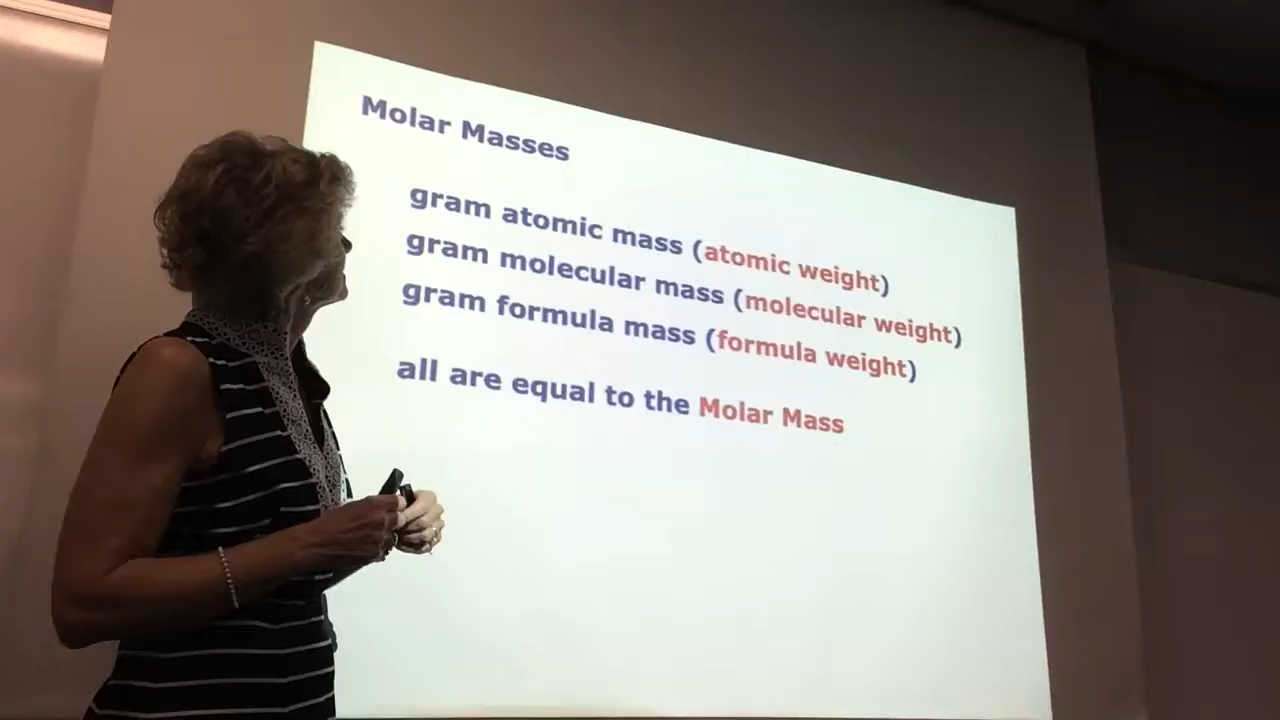 Molar Masses
gram atomic mass (atomic weight)
gram molecular mass (molecular weight)
gram formula mass (formula weight)
all are equal to the Molar Mass